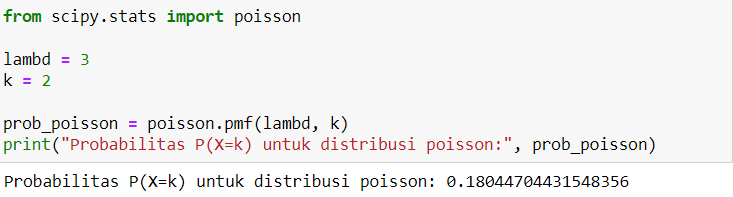 from scipy.stats import poisson
lambd = 3
k = 2
prob_poisson = poisson.pmf(lambd, k)
print("Probabilitas P(X=k) untuk distribusi poisson:", prob_poisson)
Probabilitas P(X=k) untuk distribusi poisson: 0.18044704431548356